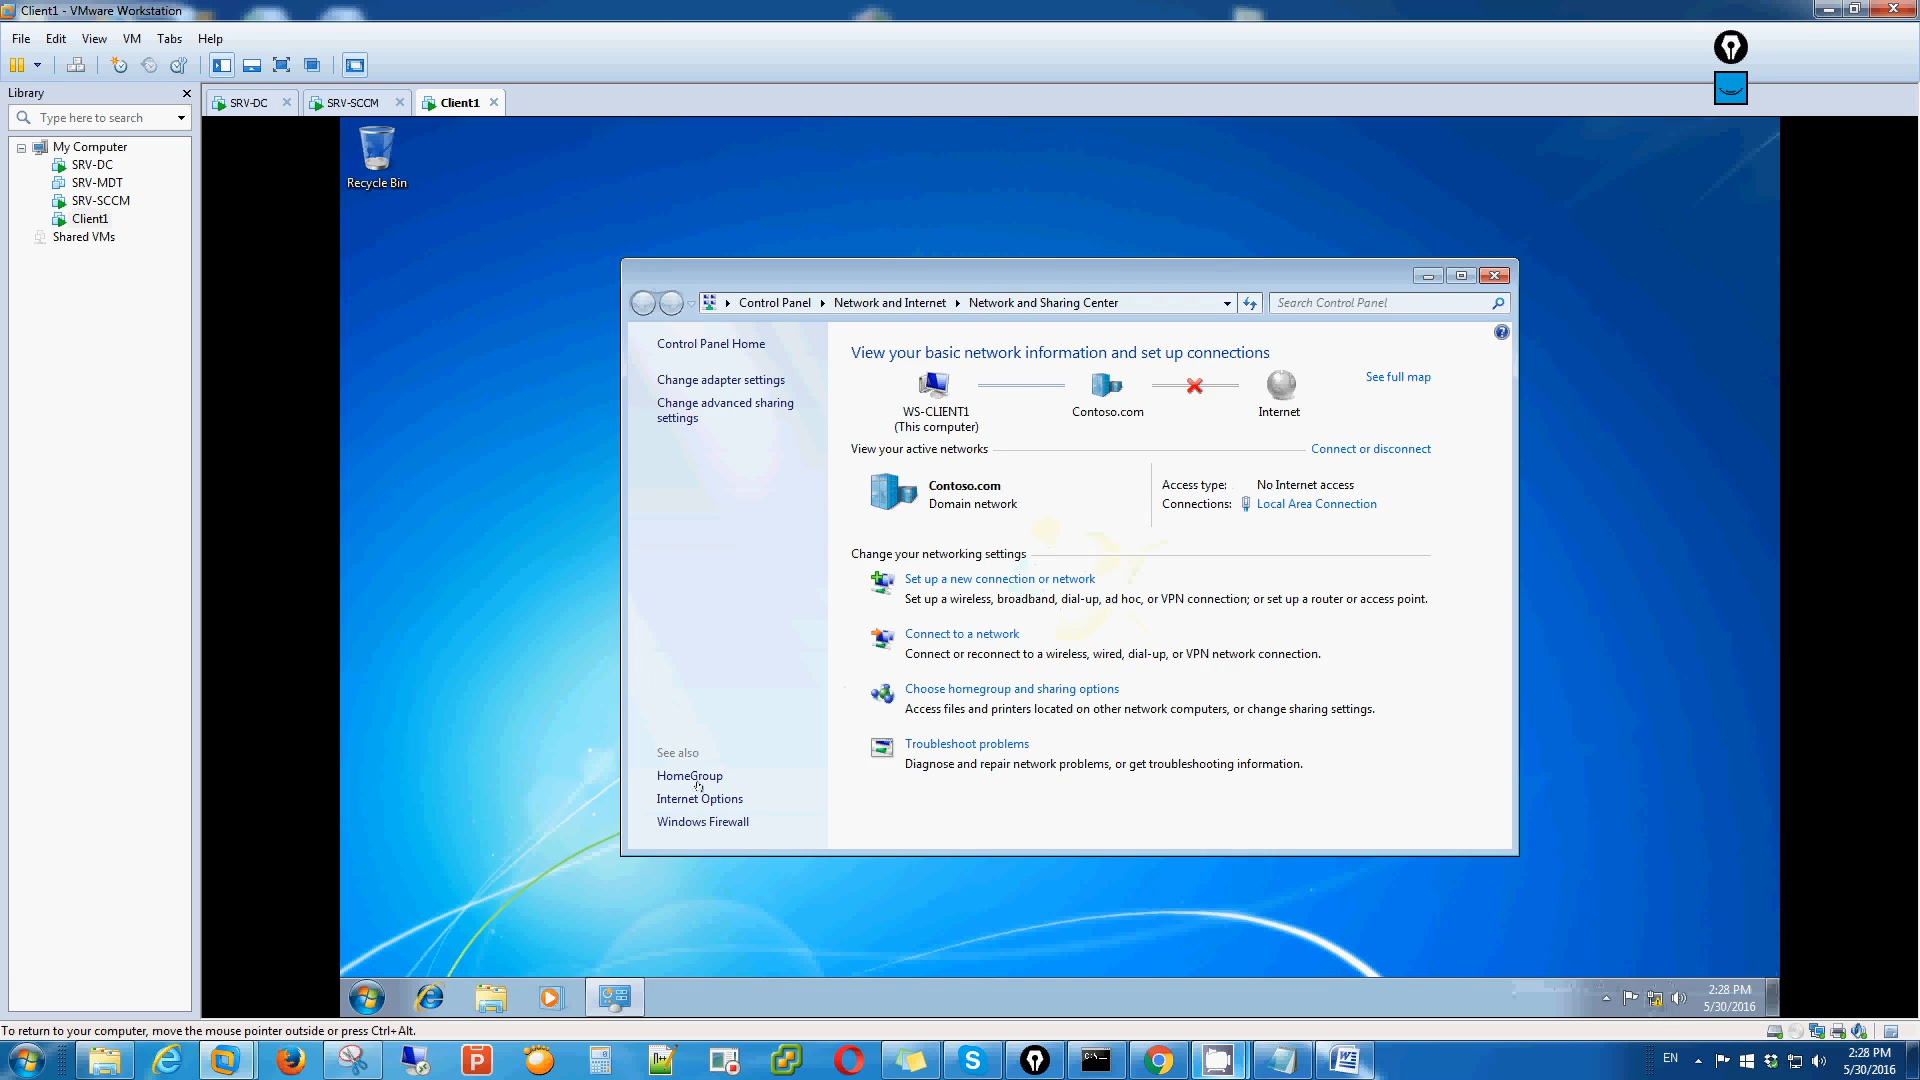 Client1 - VMware Workstation
File Edit View VM Tabs Help
Library
Type here to search
My Computer
SRV-DC
SRV-MDT
SRV-SCCM
Client1
Shared VMs
SRV-DC SRV-SCCM Client1
Recycle Bin
Control Panel Network and Internet Network and Sharing Center
Search Control Panel
Control Panel Home
Change adapter settings
Change advanced sharing
settings
See also
HomeGroup
Internet Options
Windows Firewall
View your basic network information and set up connections
See full map
WS-CLIENT1
(This computer)
Contoso.com
Internet
View your active networks
Connect or disconnect
Contoso.com
Domain network
Access type: No Internet access
Connections: Local Area Connection
Change your networking settings
Set up a new connection or network
Set up a wireless, broadband, dial-up, ad hoc, or VPN connection; or set up a router or access point.
Connect to a network
Connect or reconnect to a wireless, wired, dial-up, or VPN network connection.
Choose homegroup and sharing options
Access files and printers located on other network computers, or change sharing settings.
Troubleshoot problems
Diagnose and repair network problems, or get troubleshooting information.
2:28 PM
5/30/2016
To return to your computer, move the mouse pointer outside or press Ctrl+Alt.
EN
2:28 PM
5/30/2016